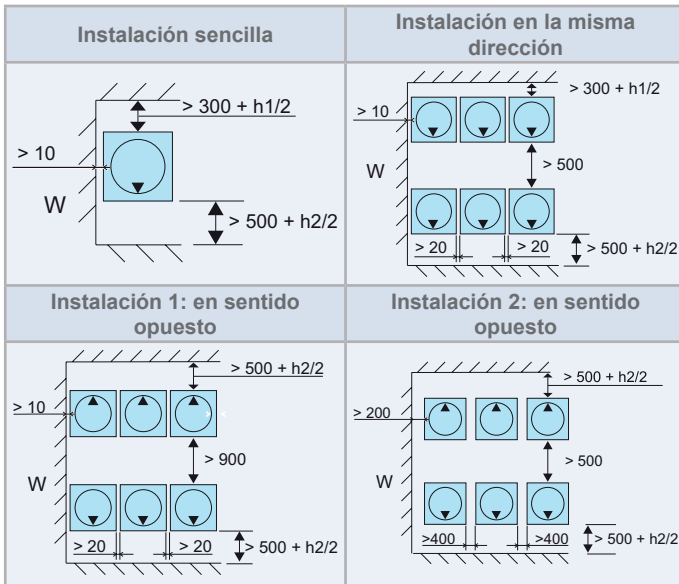 Instalación sencilla
> 300 + h1/2
> 10
W
> 500 + h2/2
Instalación en la misma
dirección
> 300 + h1/2
> 10
W
> 500
> 20
> 20
> 500 + h2/2
Instalación 1: en sentido
opuesto
> 500 + h2/2
> 10
> 900
W
> 20
> 20
> 500 + h2/2
Instalación 2: en sentido
opuesto
> 500 + h2/2
> 200
> 500
W
>400
>400
> 500 + h2/2